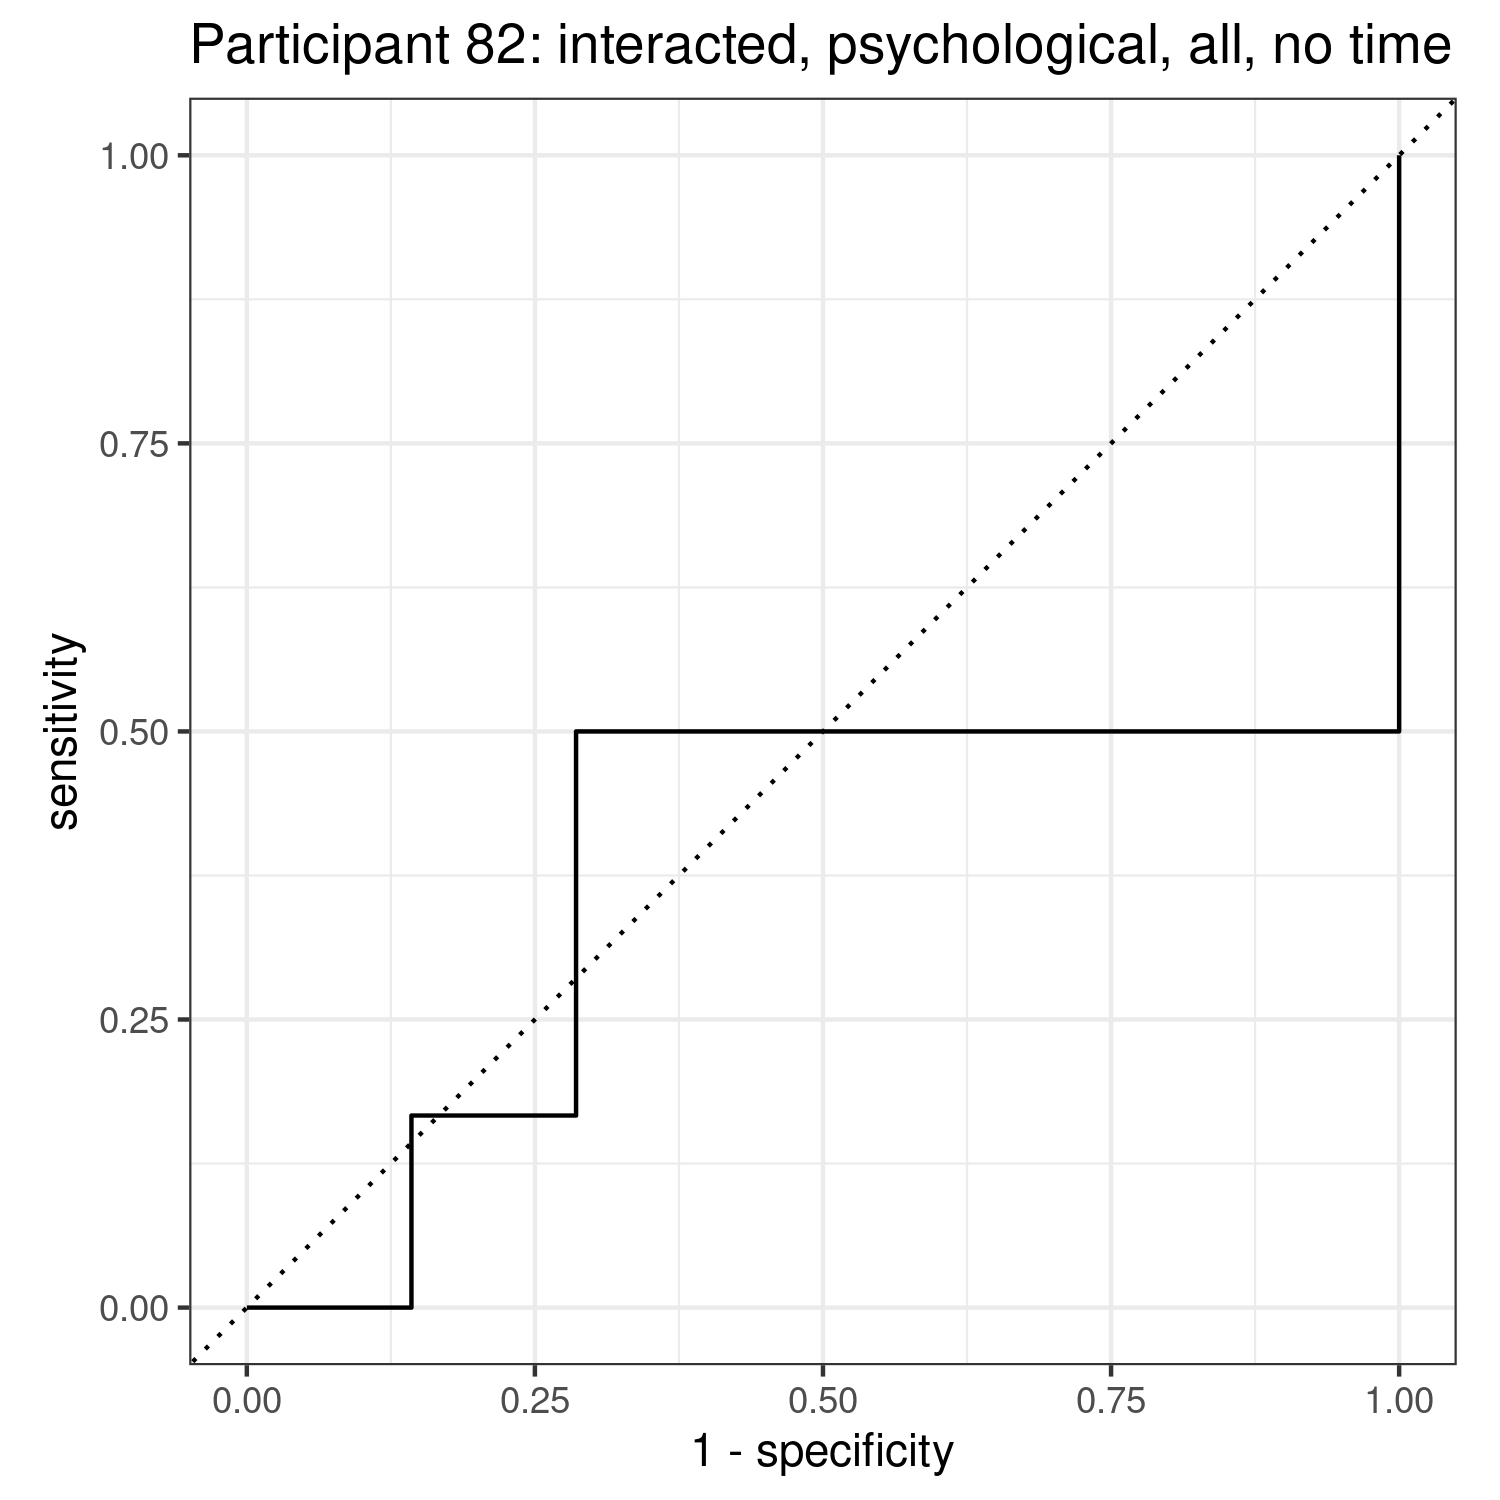 Participant 82: interacted, psychological, all, no time
1.00
0.75
0.50
0.25
0.00
sensitivity
0.00 0.25 0.50 0.75 1.00
1 - specificity